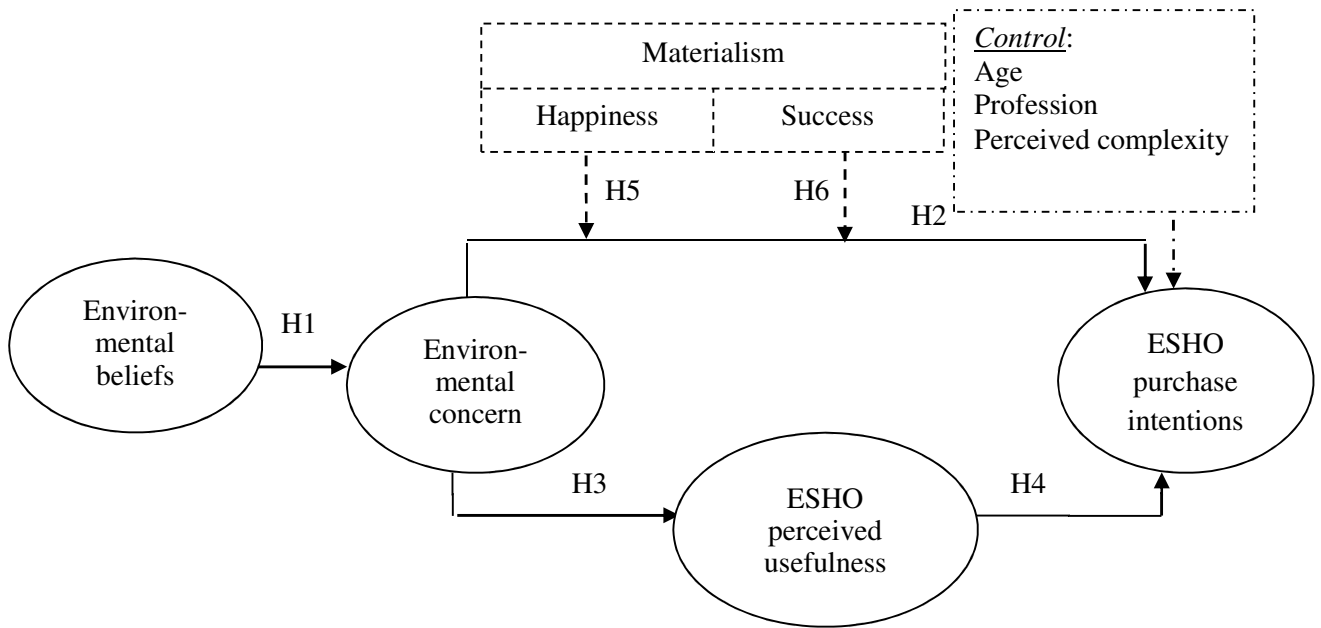 Materialism
Happiness
Success
Control:
Age
Profession
Perceived complexity
H5
H6
H2
Environ-
mental
beliefs
H1
Environ-
mental
concern
ESHO
purchase
intentions
H3
ESHO
perceived
usefulness
H4